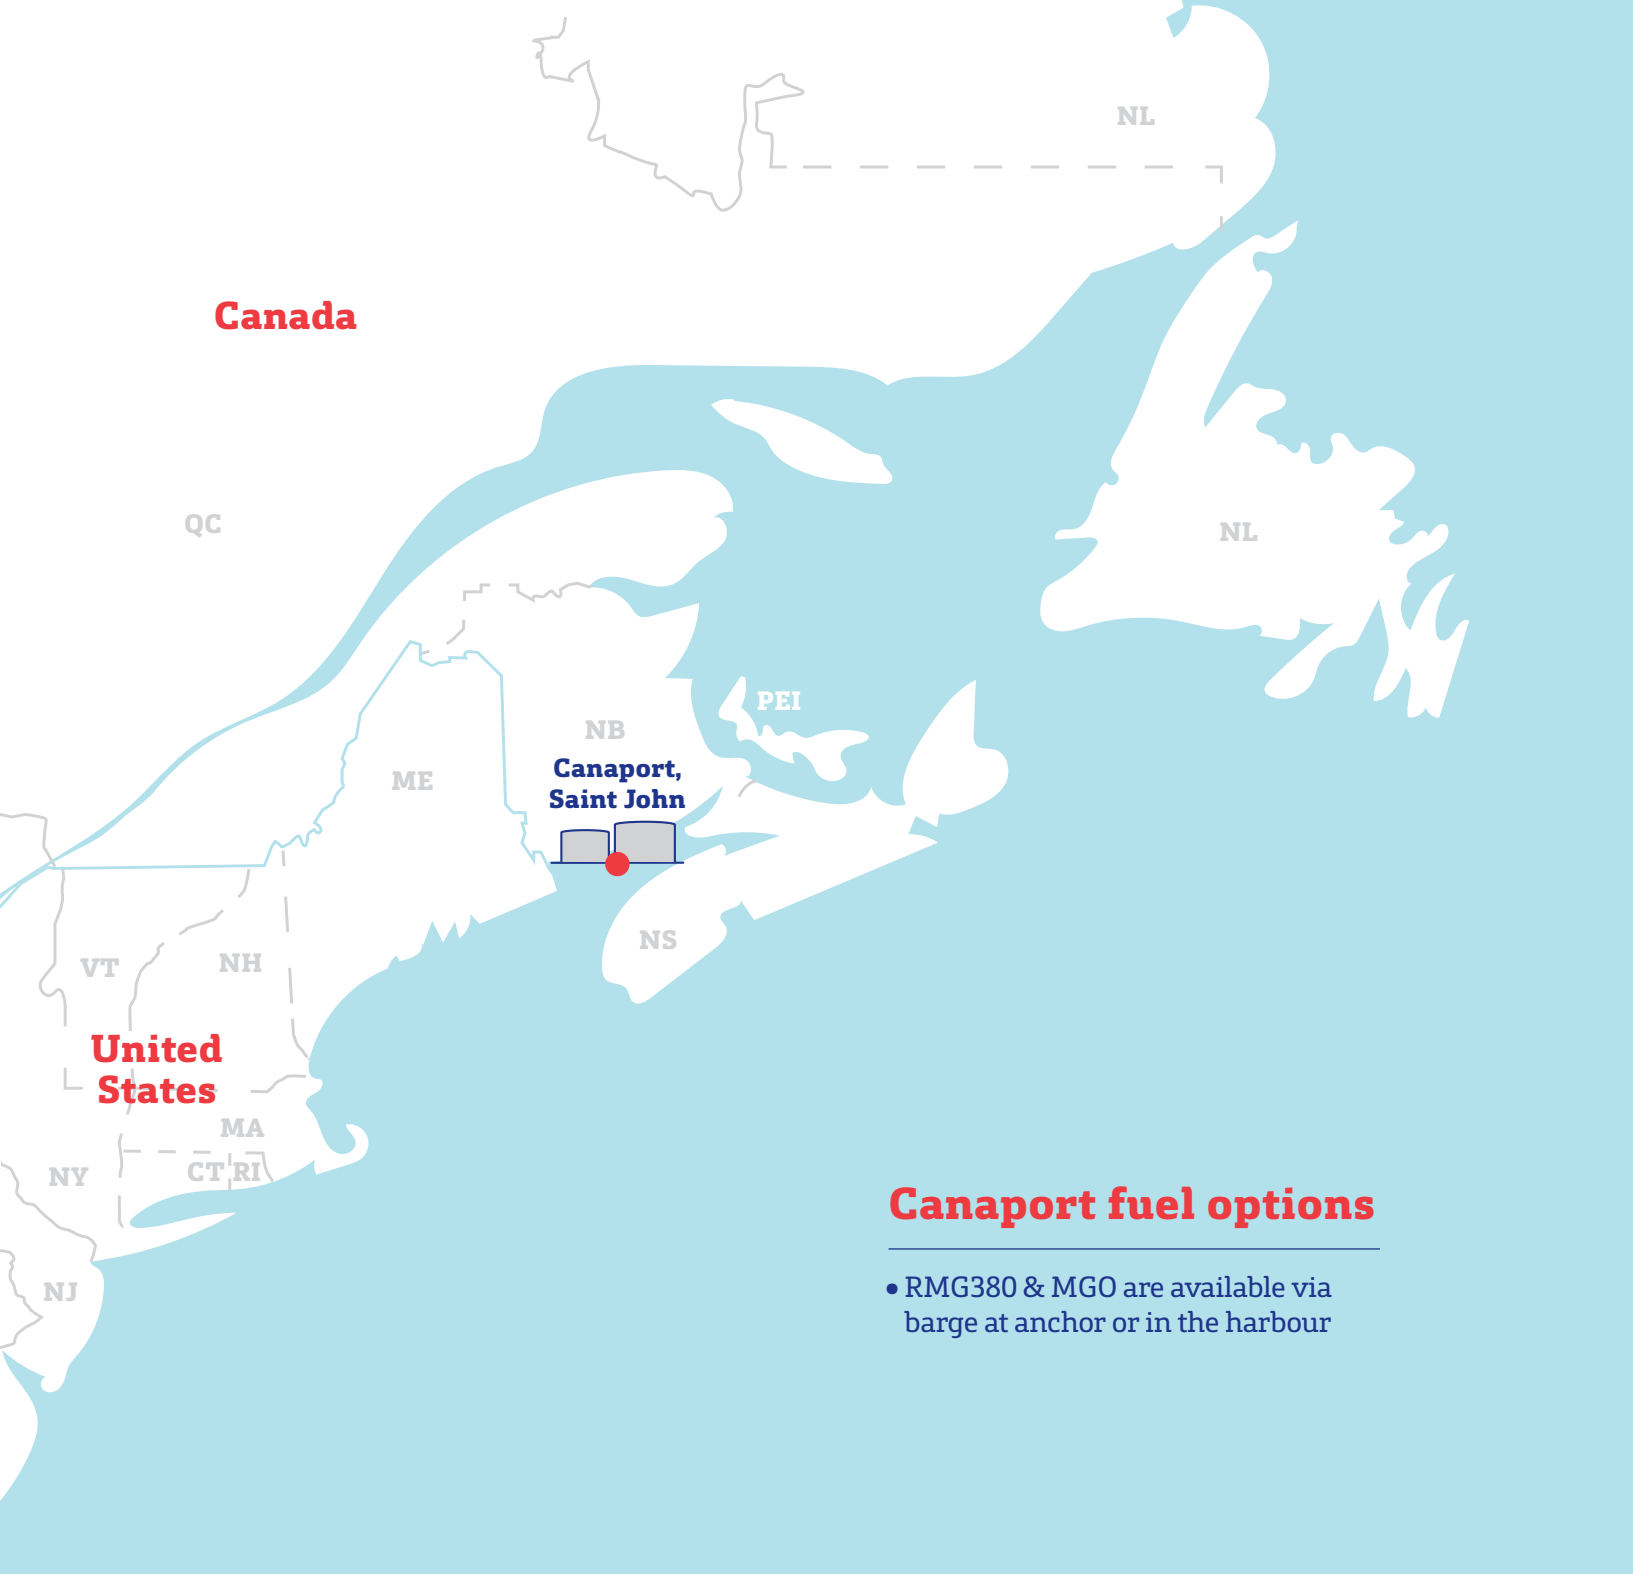 NL
Canada
QC
NL
PEI
NB
Canaport,
Saint John
ME
NS
VT
NH
United
States
MA
CT RI
NY
NJ
Canaport fuel options
• RMG380 & MGO are available via
barge at anchor or in the harbour